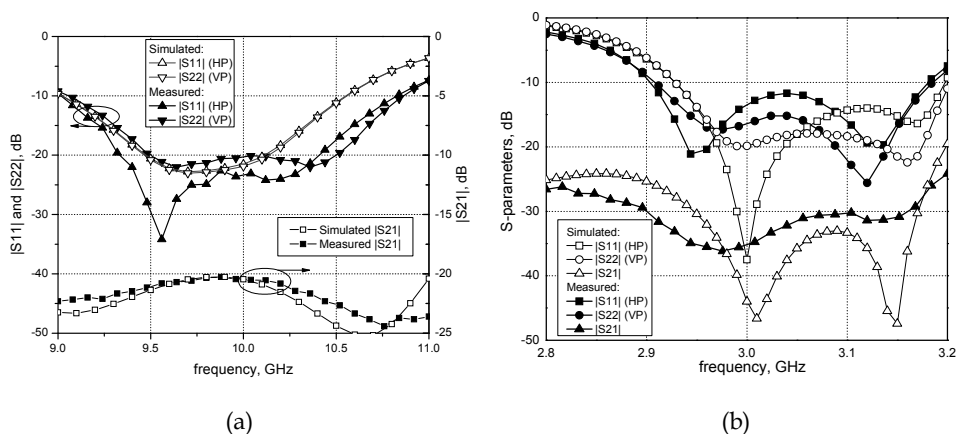 Simulated:
|S11| (HP)
|S22| (VP)
Measured:
|S11| (HP)
|S22| (VP)
Simulated |S21|
Measured |S21|
0
-10
-20
-30
-40
-50
|S11| and |S22|, dB
0
-5
-10
-15
-20
-25
|S21|, dB
9.0 9.5 10.0 10.5 11.0
frequency, GHz
(a)
0
-10
-20
-30
-40
-50
S-parameters, dB
Simulated:
|S11| (HP)
|S22| (VP)
|S21|
Measured:
|S11| (HP)
|S22| (VP)
|S21|
2.8 2.9 3.0 3.1 3.2
frequency, GHz
(b)